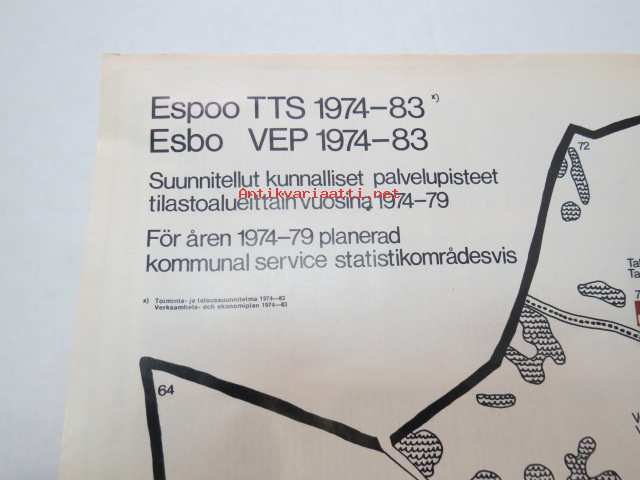 Espoo TTS 1974–83 x)
Esbo VEP 1974–83
Suunnitellut kunnalliset palvelupisteet
Antikvariaatti.net
tilastoalueittain vuosina 1974–79
För åren 1974–79 planerad
kommunal service statistikområdesvis
x) Toiminta- ja taloussuunnitelma 1974–83
Verksamhets- och ekonomiplan 1974–83
72
64